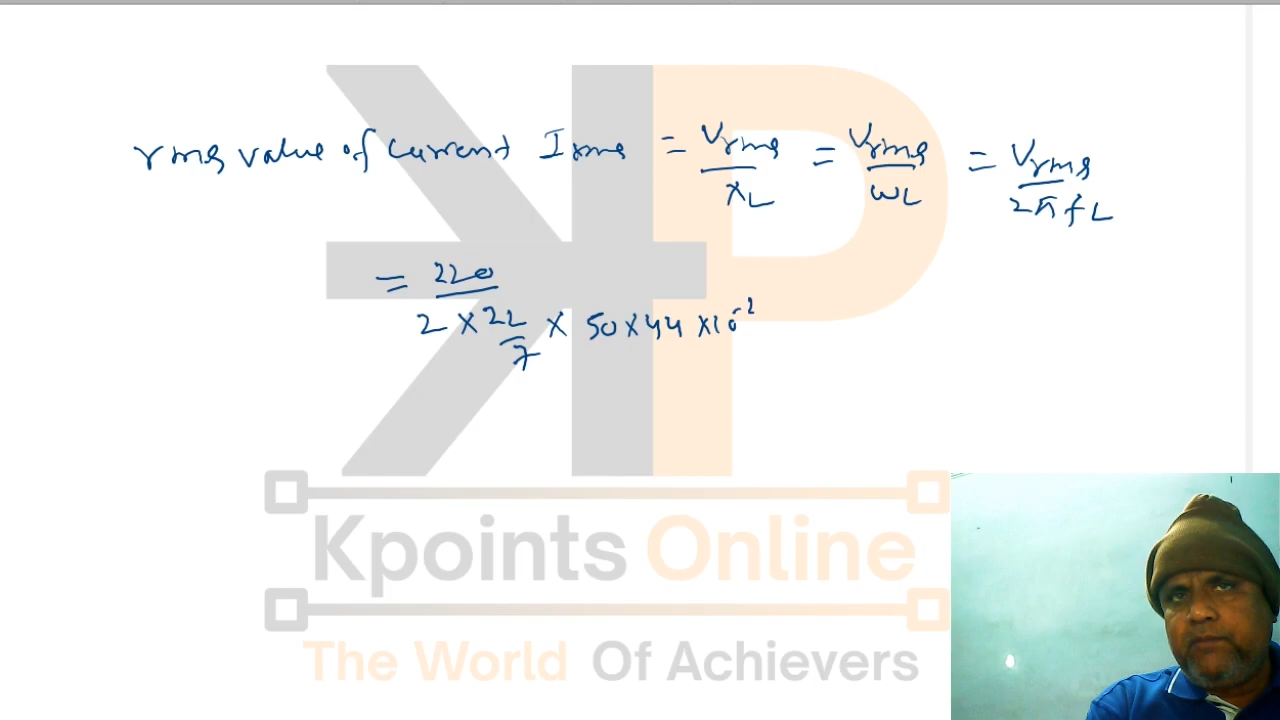 rms value of current Irms = Vrms/XL = Vrms/ωL = Vrms/2πfL
= 220/2 × 22/7 × 50 × 44 × 10⁻²
Kpoints Online
The World Of Achievers